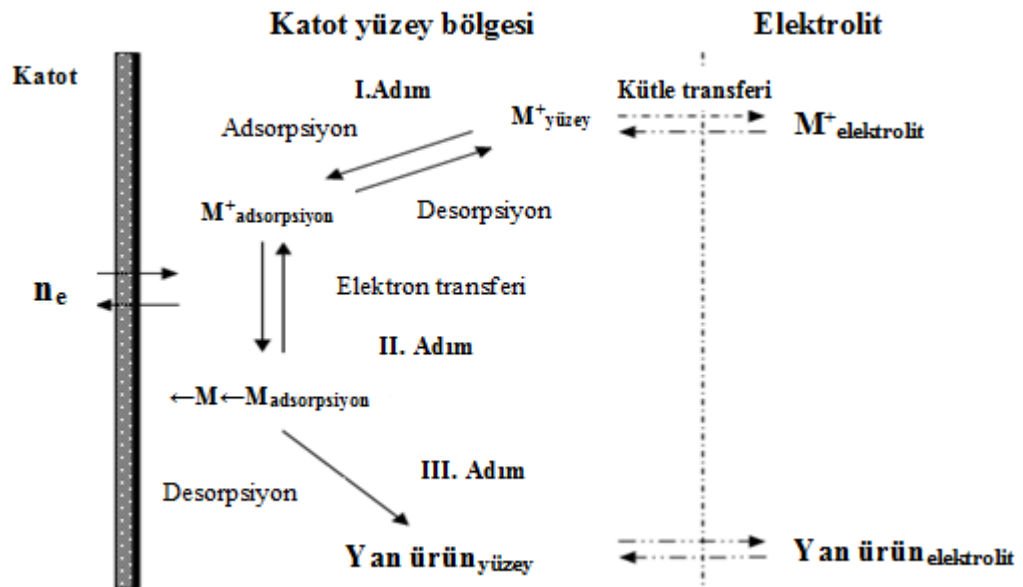 Katot yüzey bölgesi
Elektrolit
Katot
I.Adım
Kütle transferi
Adsorpsiyon
M⁺yüzey
M⁺elektrolit
M⁺adsorpsiyon
Desorpsiyon
nₑ
Elektron transferi
II. Adım
←M←Madsorpsiyon
III. Adım
Desorpsiyon
Yan ürünyüzey
Yan ürünelektrolit